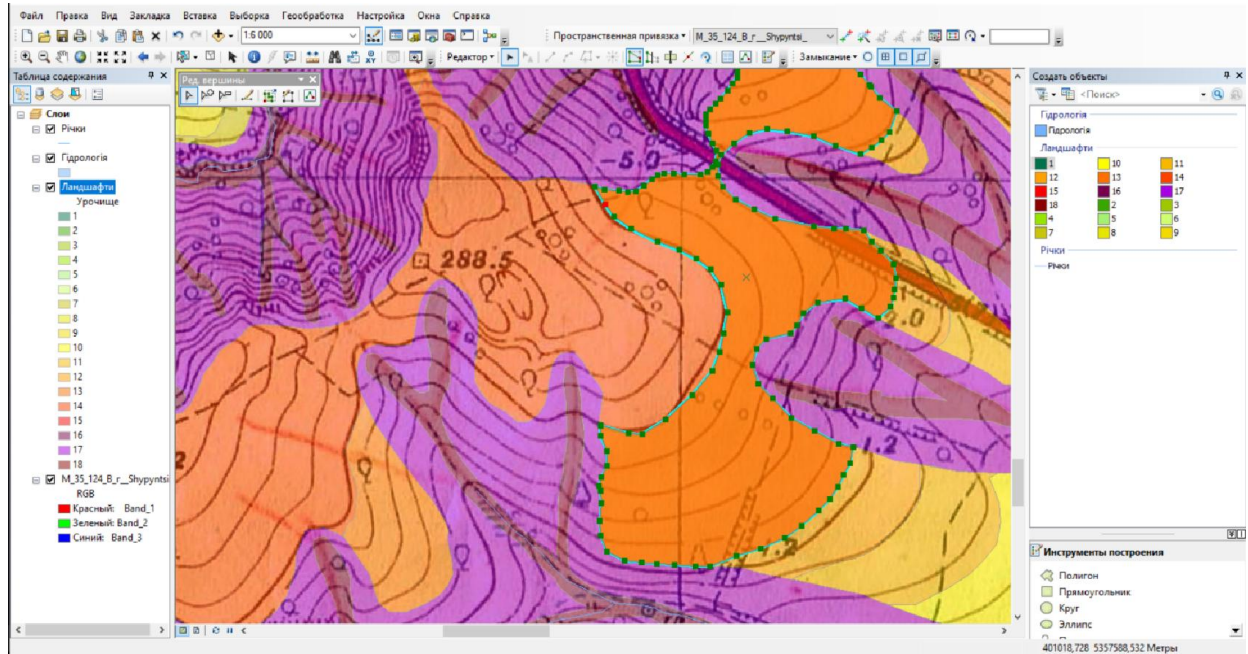 Файл Правка Вид Закладка Вставка Выборка Геообработка Настройка Окна Справка
1:6 000
Пространственная привязка
M_35_124_B_r__Shypyntsi_
Редактор
Замыкание
Таблица содержания
Слои
Річки
Гідрологія
Ландшафти
Урочище
1
2
3
4
5
6
7
8
9
10
11
12
13
14
15
16
17
18
M_35_124_B_r__Shypyntsi
RGB
Красный: Band_1
Зеленый: Band_2
Синий: Band_3
Ред. вершины
-5.0
288.5
2.0
1.2
1.2
2
Создать объекты
<Поиск>
Гідрологія
Гідрологія
Ландшафти
1 10 11
12 13 14
15 16 17
18 2 3
4 5 6
7 8 9
Річки
Річки
Инструменты построения
Полигон
Прямоугольник
Круг
Эллипс
401018,728 5357588,532 Метры